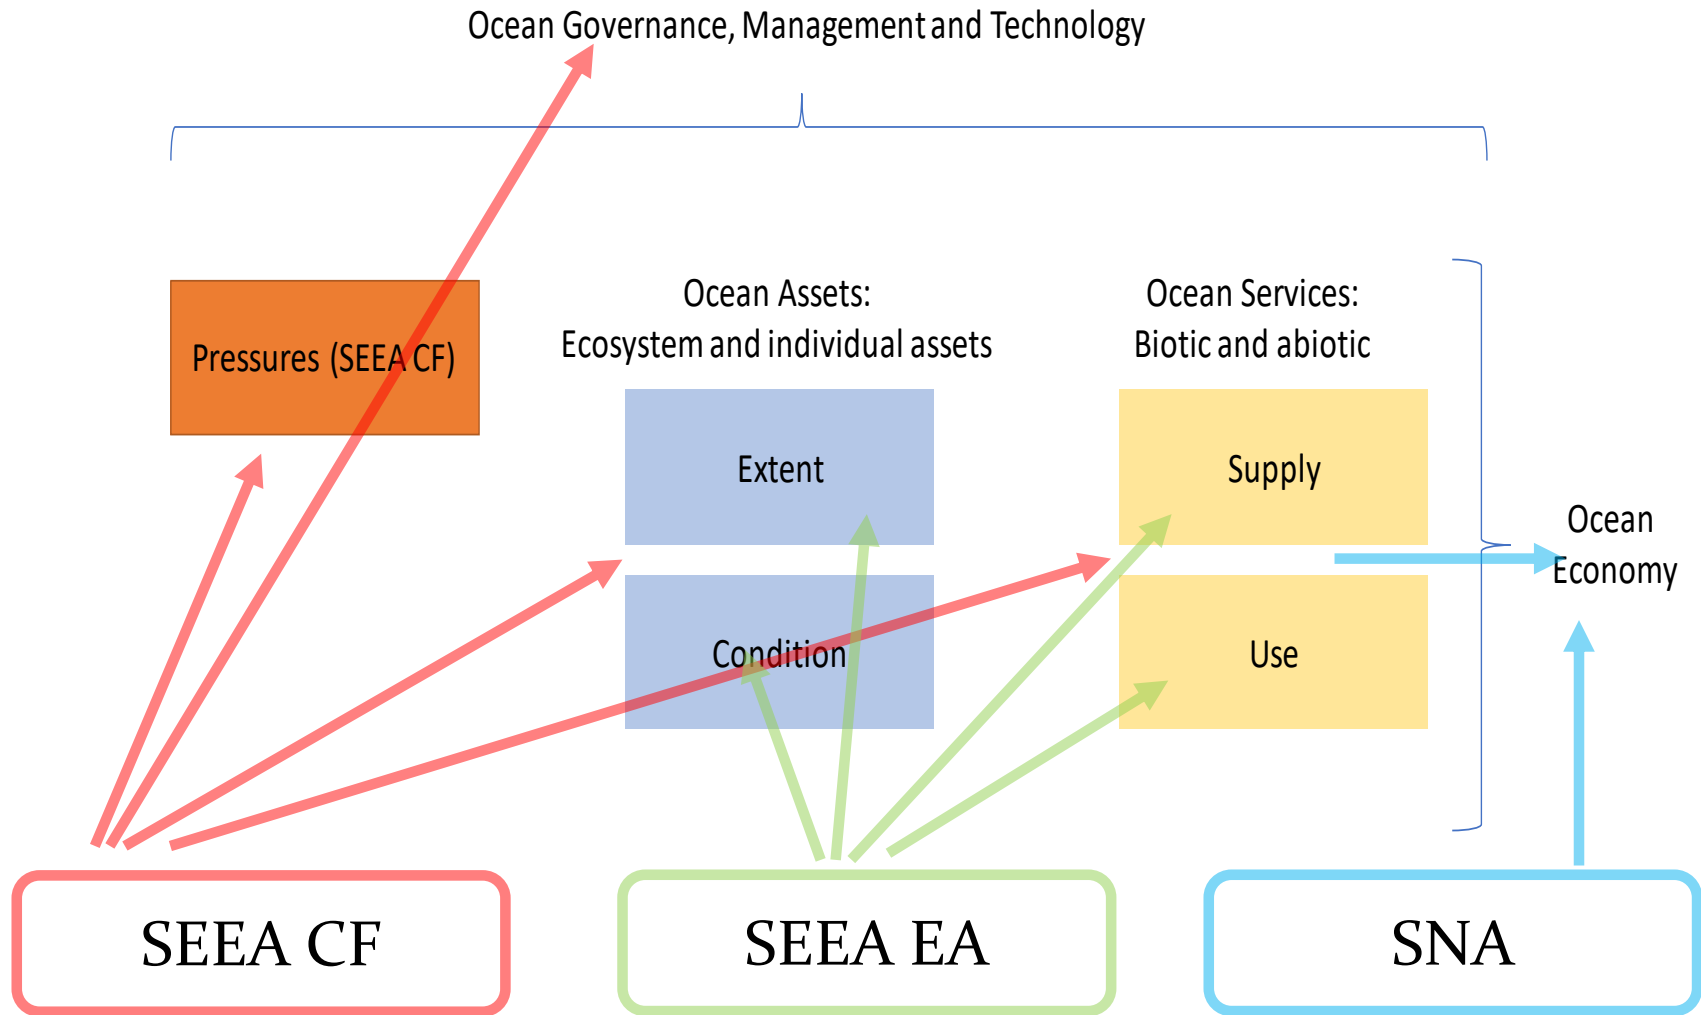 Ocean Governance, Management and Technology
Pressures (SEEA CF)
Ocean Assets:
Ecosystem and individual assets
Extent
Condition
Ocean Services:
Biotic and abiotic
Supply
Use
Ocean
Economy
SEEA CF
SEEA EA
SNA